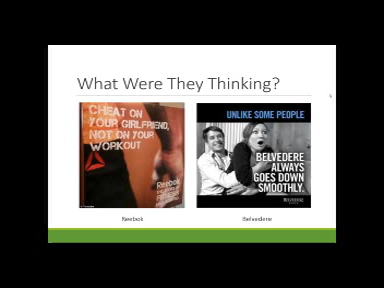 What Were They Thinking?
CHEAT ON
YOUR GIRLFRIEND,
NOT ON YOUR
WORKOUT
Reebok
UNLIKE SOME PEOPLE
BELVEDERE
ALWAYS
GOES DOWN
SMOOTHLY.
BELVEDERE
Reebok
Belvedere